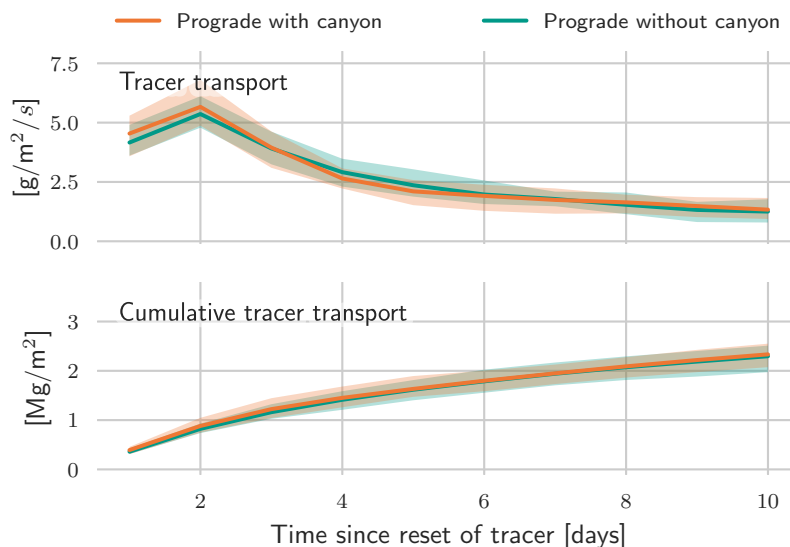 Prograde with canyon Prograde without canyon
Tracer transport
[g/m²/s]
7.5
5.0
2.5
0.0
Cumulative tracer transport
[Mg/m²]
3
2
1
0
2 4 6 8 10
Time since reset of tracer [days]